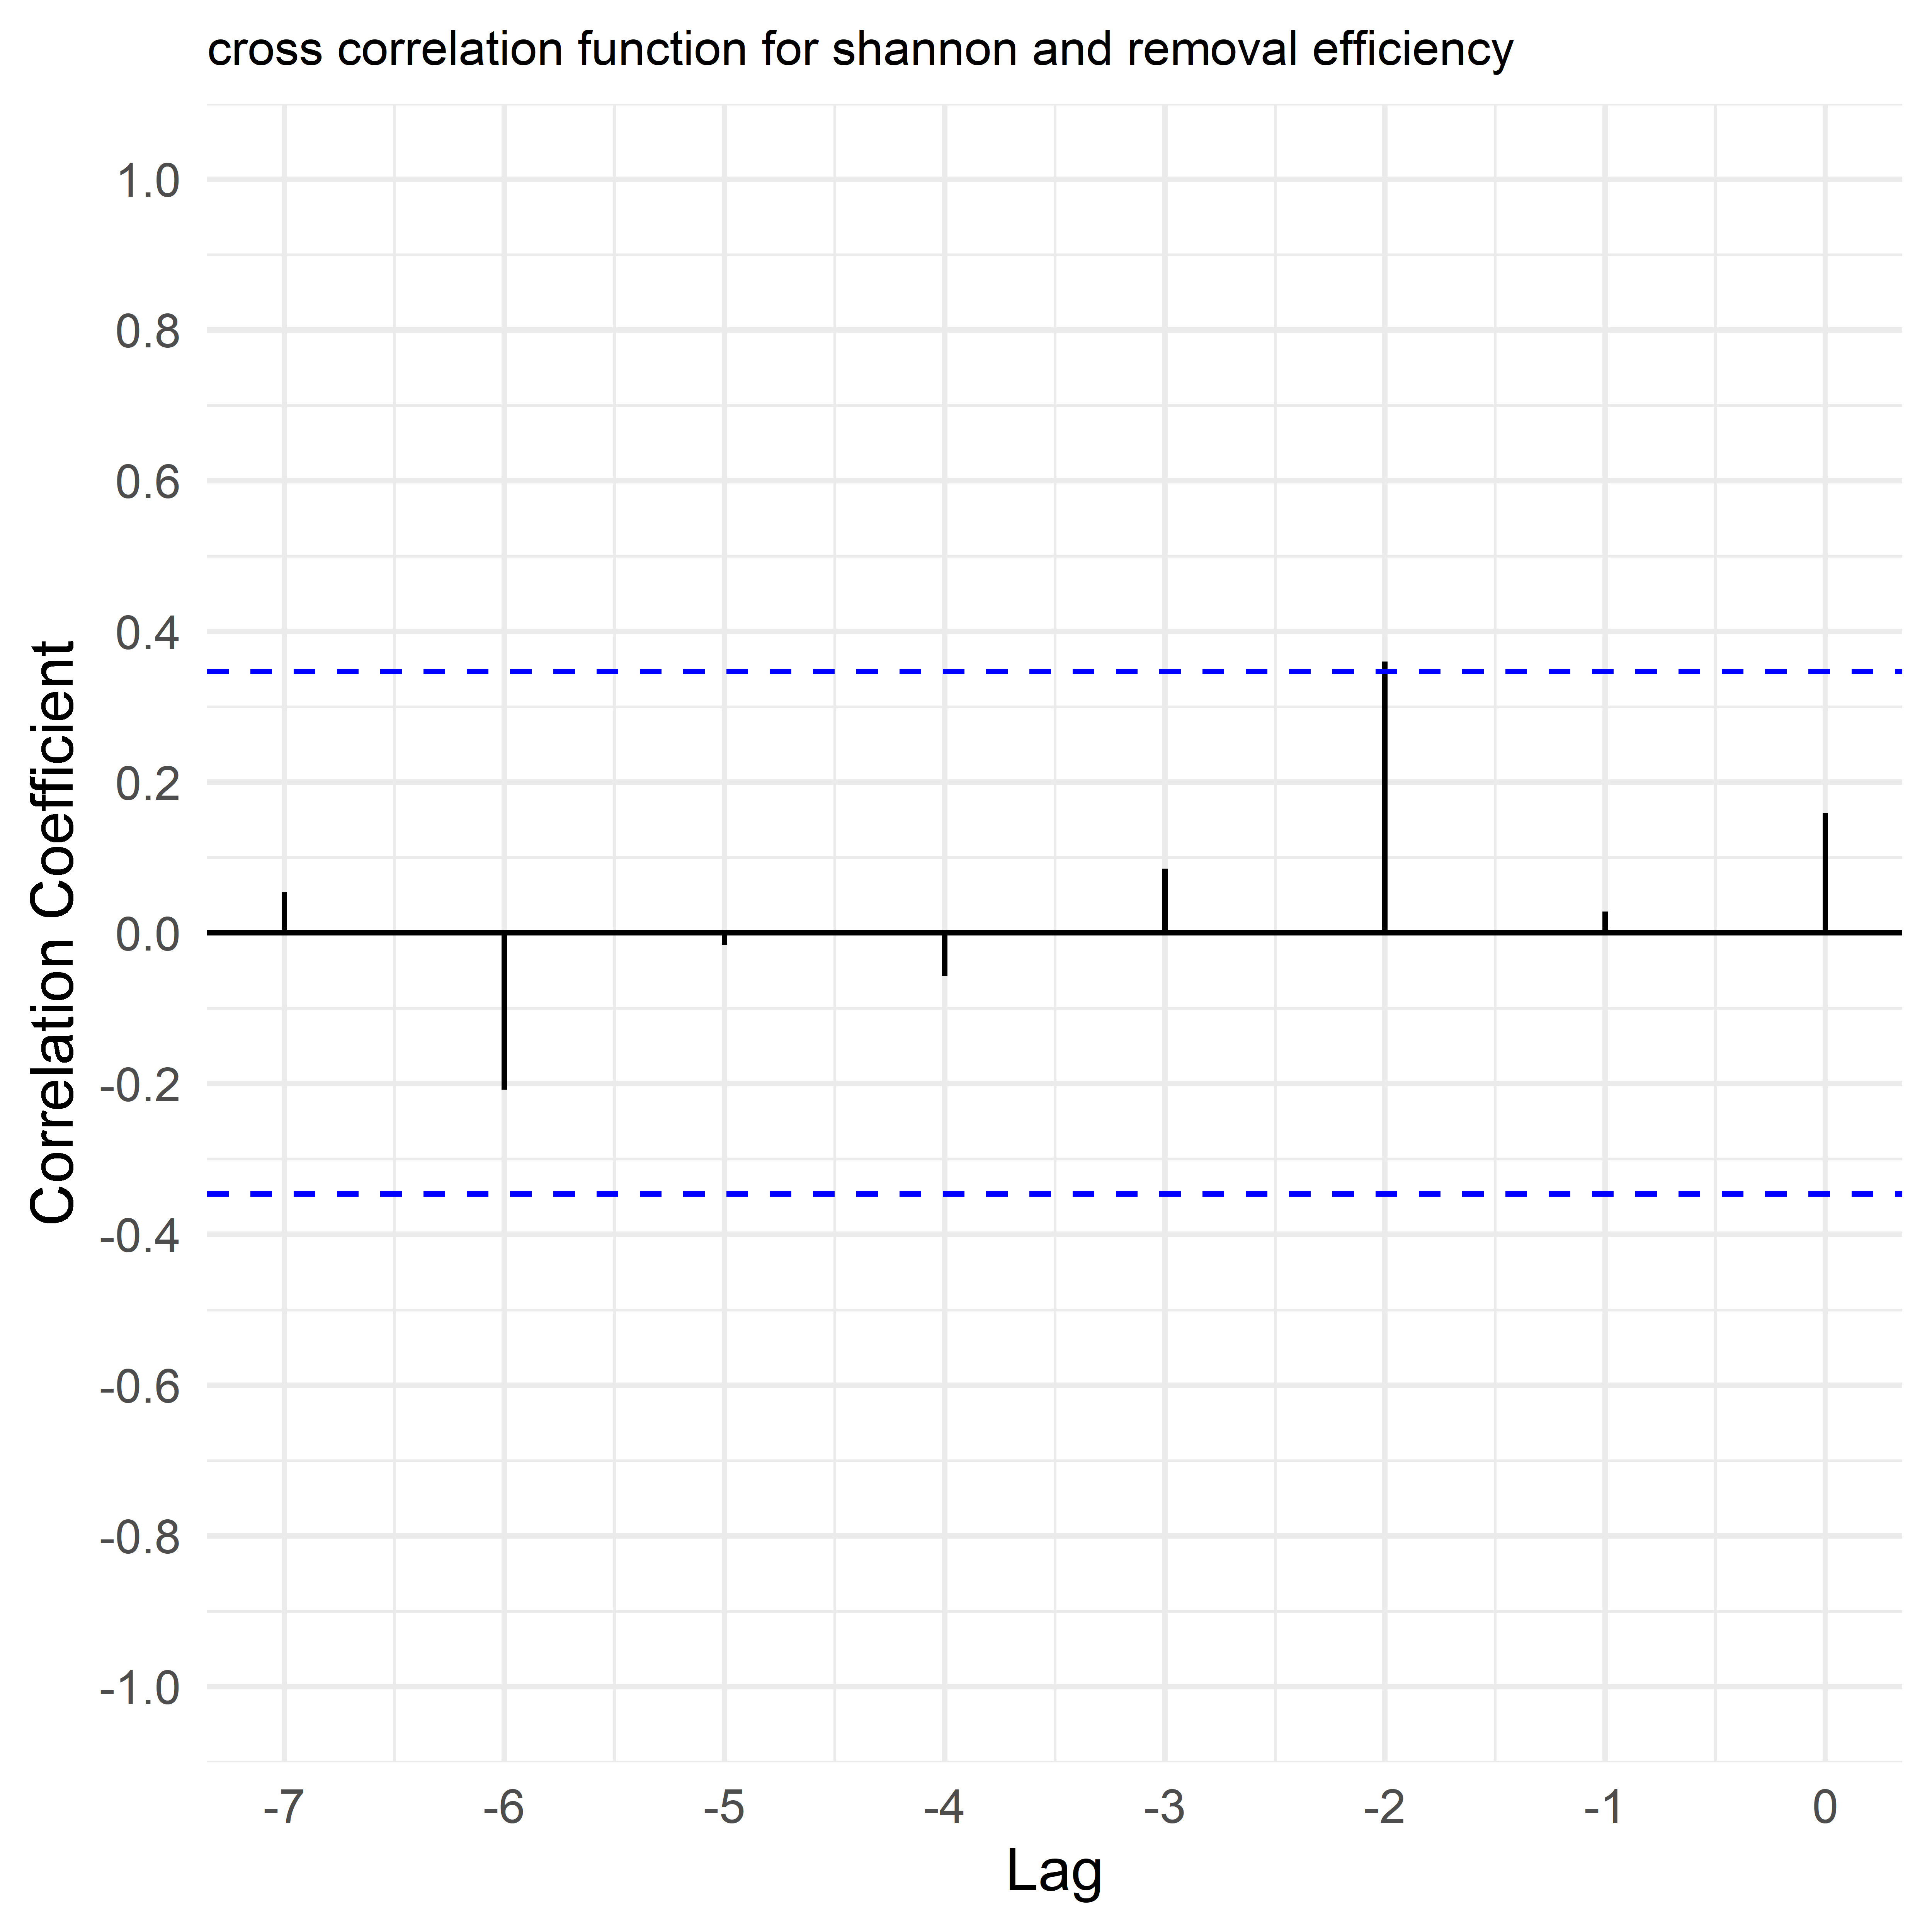 cross correlation function for shannon and removal efficiency
Correlation Coefficient
1.0
0.8
0.6
0.4
0.2
0.0
-0.2
-0.4
-0.6
-0.8
-1.0
-7 -6 -5 -4 -3 -2 -1 0
Lag